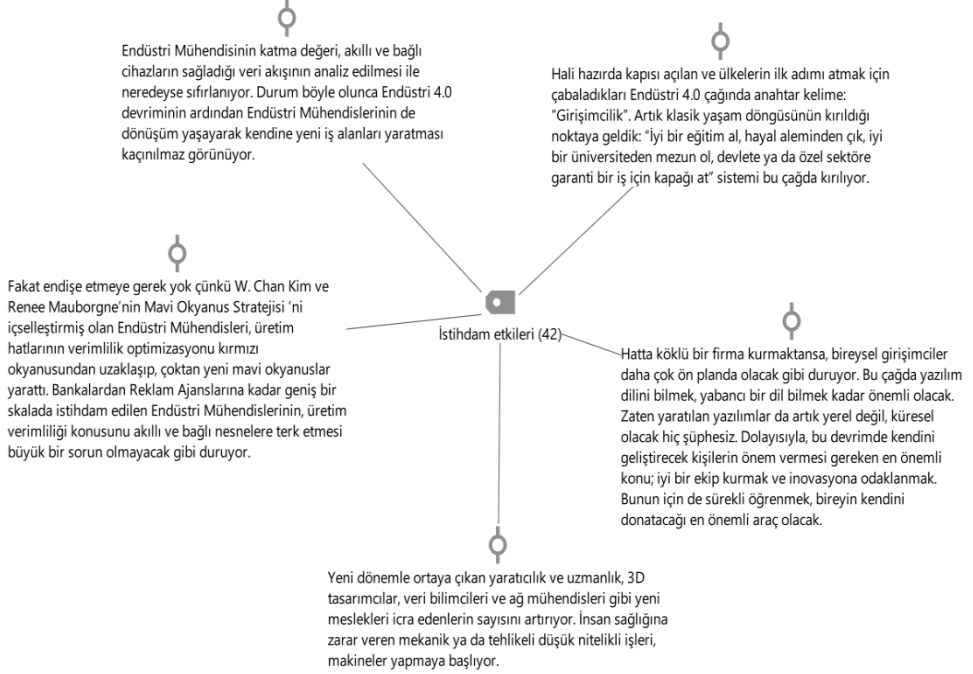 Endüstri Mühendisinin katma değeri, akıllı ve bağlı
cihazların sağladığı veri akışının analiz edilmesi ile
neredeyse sıfırlanıyor. Durum böyle olunca Endüstri 4.0
devriminin ardından Endüstri Mühendislerinin de
dönüşüm yaşayarak kendine yeni iş alanları yaratması
kaçınılmaz görünüyor.
Hali hazırda kapısı açılan ve ülkelerin ilk adımı atmak için
çabaladıkları Endüstri 4.0 çağında anahtar kelime:
“Girişimcilik”. Artık klasik yaşam döngüsünün kırıldığı
noktaya geldik: “İyi bir eğitim al, hayal aleminden çık, iyi
bir üniversiteden mezun ol, devlete ya da özel sektöre
garanti bir iş için kapağı at” sistemi bu çağda kırılıyor.
Fakat endişe etmeye gerek yok çünkü W. Chan Kim ve
Renee Mauborgne’nin Mavi Okyanus Stratejisi ’ni
içselleştirmiş olan Endüstri Mühendisleri, üretim
hatlarının verimlilik optimizasyonu kırmızı
okyanusundan uzaklaşıp, çoktan yeni mavi okyanuslar
yarattı. Bankalardan Reklam Ajanslarına kadar geniş bir
skalada istihdam edilen Endüstri Mühendislerinin, üretim
verimliliği konusunu akıllı ve bağlı nesnelere terk etmesi
büyük bir sorun olmayacak gibi duruyor.
İstihdam etkileri (42)
Hatta köklü bir firma kurmaktansa, bireysel girişimciler
daha çok ön planda olacak gibi duruyor. Bu çağda yazılım
dilini bilmek, yabancı bir dil bilmek kadar önemli olacak.
Zaten yaratılan yazılımlar da artık yerel değil, küresel
olacak hiç şüphesiz. Dolayısıyla, bu devrimde kendini
geliştirecek kişilerin önem vermesi gereken en önemli
konu; iyi bir ekip kurmak ve inovasyona odaklanmak.
Bunun için de sürekli öğrenmek, bireyin kendini
donatacağı en önemli araç olacak.
Yeni dönemle ortaya çıkan yaratıcılık ve uzmanlık, 3D
tasarımcılar, veri bilimcileri ve ağ mühendisleri gibi yeni
meslekleri icra edenlerin sayısını artırıyor. İnsan sağlığına
zarar veren mekanik ya da tehlikeli düşük nitelikli işleri,
makineler yapmaya başlıyor.